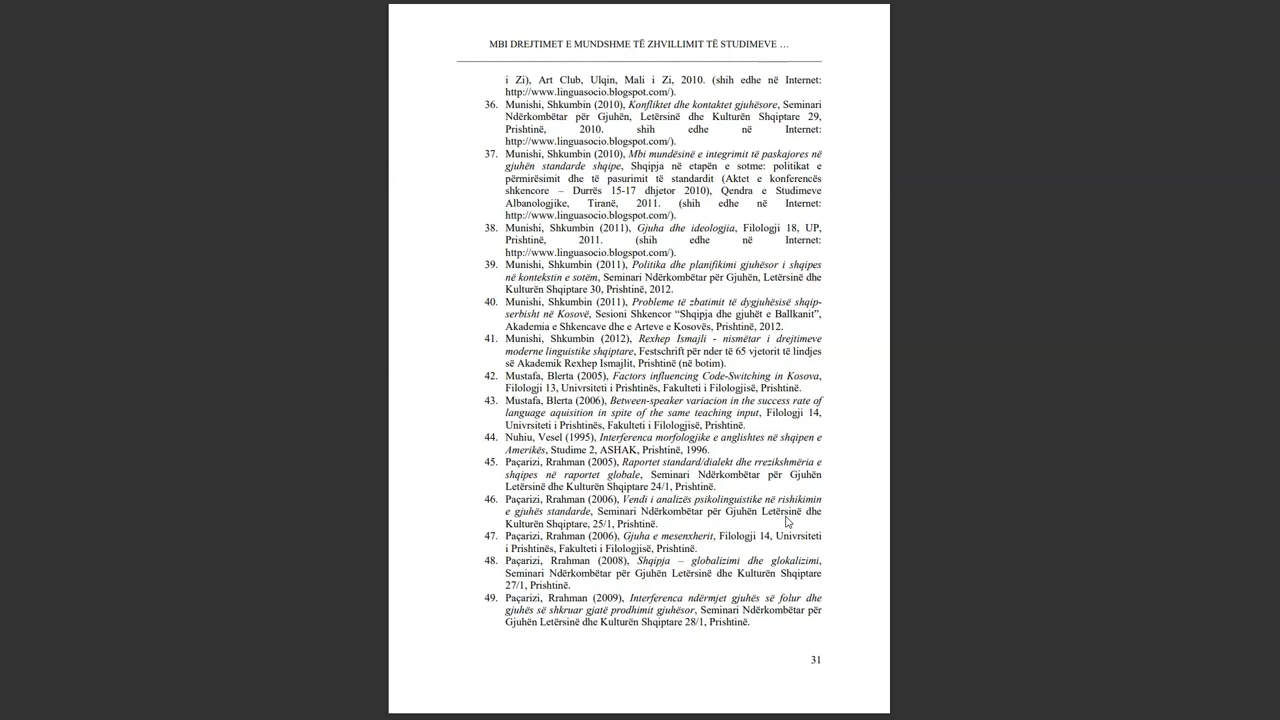 MBI DREJTIMET E MUNDSHME TË ZHVILLIMIT TË STUDIMEVE …
i Zi), Art Club, Ulqin, Mali i Zi, 2010. (shih edhe në Internet:
http://www.linguasocio.blogspot.com/).
36. Munishi, Shkumbin (2010), Konfliktet dhe kontaktet gjuhësore, Seminari
Ndërkombëtar për Gjuhën, Letërsinë dhe Kulturën Shqiptare 29,
Prishtinë, 2010. shih edhe në Internet:
http://www.linguasocio.blogspot.com/).
37. Munishi, Shkumbin (2010), Mbi mundësinë e integrimit të paskajores në
gjuhën standarde shqipe, Shqipja në etapën e sotme: politikat e
përmirësimit dhe të pasurimit të standardit (Aktet e konferencës
shkencore – Durrës 15-17 dhjetor 2010), Qendra e Studimeve
Albanologjike, Tiranë, 2011. (shih edhe në Internet:
http://www.linguasocio.blogspot.com/).
38. Munishi, Shkumbin (2011), Gjuha dhe ideologjia, Filologji 18, UP,
Prishtinë, 2011. (shih edhe në Internet:
http://www.linguasocio.blogspot.com/).
39. Munishi, Shkumbin (2011), Politika dhe planifikimi gjuhësor i shqipes
në kontekstin e sotëm, Seminari Ndërkombëtar për Gjuhën, Letërsinë dhe
Kulturën Shqiptare 30, Prishtinë, 2012.
40. Munishi, Shkumbin (2011), Probleme të zbatimit të dygjuhësisë shqip-
serbisht në Kosovë, Sesioni Shkencor “Shqipja dhe gjuhët e Ballkanit”,
Akademia e Shkencave dhe e Arteve e Kosovës, Prishtinë, 2012.
41. Munishi, Shkumbin (2012), Rexhep Ismajli - nismëtar i drejtimeve
moderne linguistike shqiptare, Festschrift për nder të 65 vjetorit të lindjes
së Akademik Rexhep Ismajlit, Prishtinë (në botim).
42. Mustafa, Blerta (2005), Factors influencing Code-Switching in Kosova,
Filologji 13, Univrsiteti i Prishtinës, Fakulteti i Filologjisë, Prishtinë.
43. Mustafa, Blerta (2006), Between-speaker variacion in the success rate of
language aquisition in spite of the same teaching input, Filologji 14,
Univrsiteti i Prishtinës, Fakulteti i Filologjisë, Prishtinë.
44. Nuhiu, Vesel (1995), Interferenca morfologjike e anglishtes në shqipen e
Amerikës, Studime 2, ASHAK, Prishtinë, 1996.
45. Paçarizi, Rrahman (2005), Raportet standard/dialekt dhe rrezikshmëria e
shqipes në raportet globale, Seminari Ndërkombëtar për Gjuhën
Letërsinë dhe Kulturën Shqiptare 24/1, Prishtinë.
46. Paçarizi, Rrahman (2006), Vendi i analizës psikolinguistike në rishikimin
e gjuhës standarde, Seminari Ndërkombëtar për Gjuhën Letërsinë dhe
Kulturën Shqiptare, 25/1, Prishtinë.
47. Paçarizi, Rrahman (2006), Gjuha e mesenxherit, Filologji 14, Univrsiteti
i Prishtinës, Fakulteti i Filologjisë, Prishtinë.
48. Paçarizi, Rrahman (2008), Shqipja – globalizimi dhe glokalizimi,
Seminari Ndërkombëtar për Gjuhën Letërsinë dhe Kulturën Shqiptare
27/1, Prishtinë.
49. Paçarizi, Rrahman (2009), Interferenca ndërmjet gjuhës së folur dhe
gjuhës së shkruar gjatë prodhimit gjuhësor, Seminari Ndërkombëtar për
Gjuhën Letërsinë dhe Kulturën Shqiptare 28/1, Prishtinë.
31